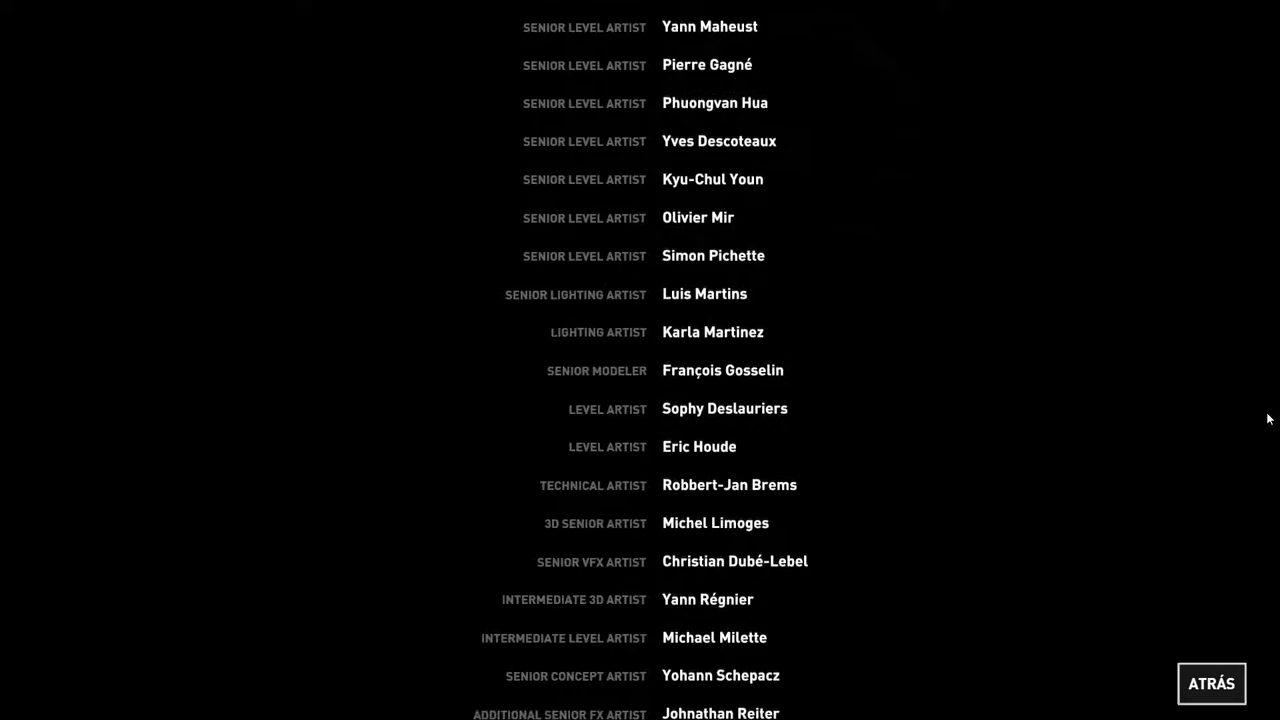 SENIOR LEVEL ARTIST Yann Maheust
SENIOR LEVEL ARTIST Pierre Gagné
SENIOR LEVEL ARTIST Phuongvan Hua
SENIOR LEVEL ARTIST Yves Descoteaux
SENIOR LEVEL ARTIST Kyu-Chul Youn
SENIOR LEVEL ARTIST Olivier Mir
SENIOR LEVEL ARTIST Simon Pichette
SENIOR LIGHTING ARTIST Luis Martins
LIGHTING ARTIST Karla Martinez
SENIOR MODELER François Gosselin
LEVEL ARTIST Sophy Deslauriers
LEVEL ARTIST Eric Houde
TECHNICAL ARTIST Robbert-Jan Brems
3D SENIOR ARTIST Michel Limoges
SENIOR VFX ARTIST Christian Dubé-Lebel
INTERMEDIATE 3D ARTIST Yann Régnier
INTERMEDIATE LEVEL ARTIST Michael Milette
SENIOR CONCEPT ARTIST Yohann Schepacz
ADDITIONAL SENIOR FX ARTIST Johnathan Reiter
ATRÁS